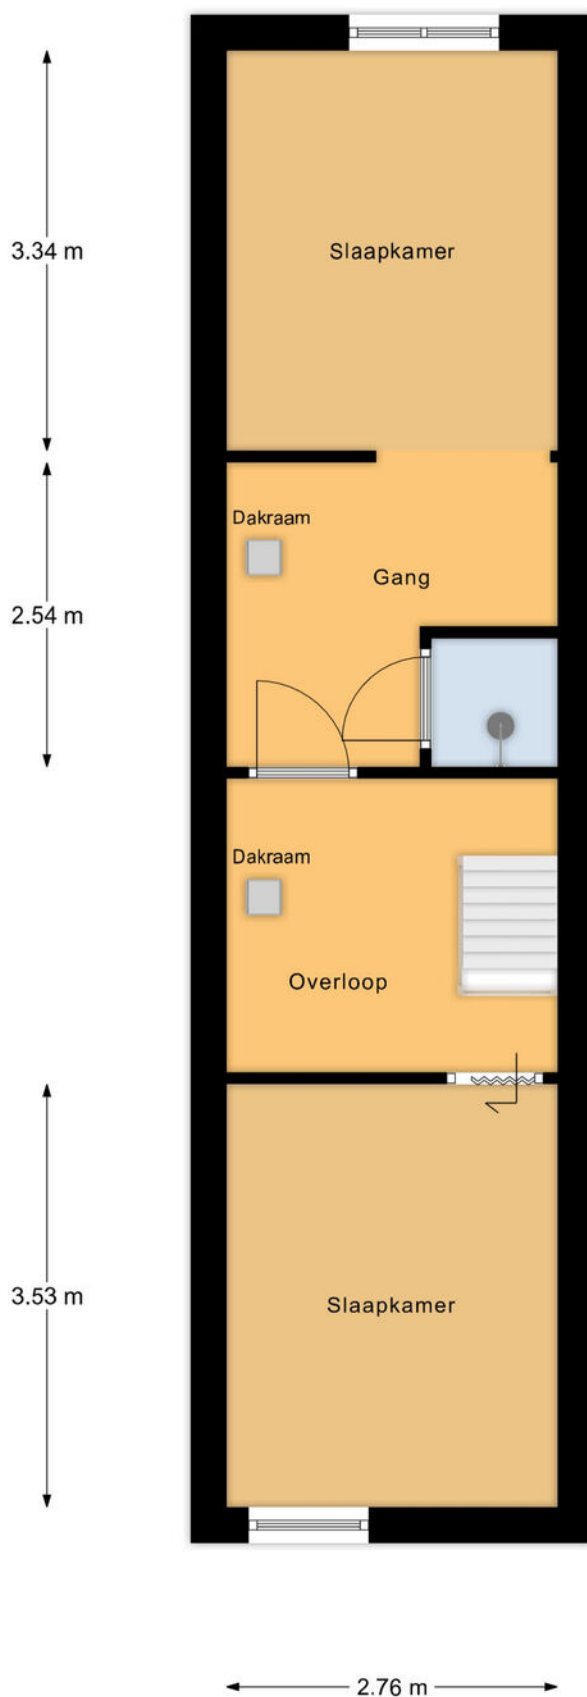 3.34 m
Slaapkamer
Dakraam
Gang
2.54 m
Dakraam
Overloop
3.53 m
Slaapkamer
2.76 m